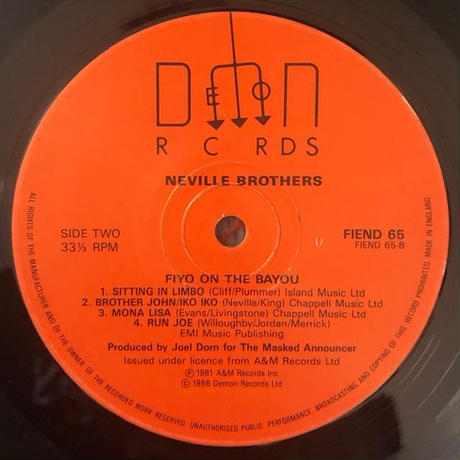 DEMON
RECORDS
NEVILLE BROTHERS
SIDE TWO
33⅓ RPM
FIEND 65
FIEND 65-B
FIYO ON THE BAYOU
1. SITTING IN LIMBO (Cliff/Plummer) Island Music Ltd
2. BROTHER JOHN/IKO IKO (Neville/King) Chappell Music Ltd
3. MONA LISA (Evans/Livingstone) Chappell Music Ltd
4. RUN JOE (Willoughby/Jordan/Merrick)
EMI Music Publishing
Produced by Joel Dorn for The Masked Announcer
Issued under licence from A&M Records Ltd
℗ 1981 A&M Records Inc
© 1986 Demon Records Ltd
ALL RIGHTS OF THE MANUFACTURER AND OF THE OWNER OF THE RECORDED WORK RESERVED. UNAUTHORISED PUBLIC PERFORMANCE, BROADCASTING AND COPYING OF THIS RECORD PROHIBITED. MADE IN ENGLAND.